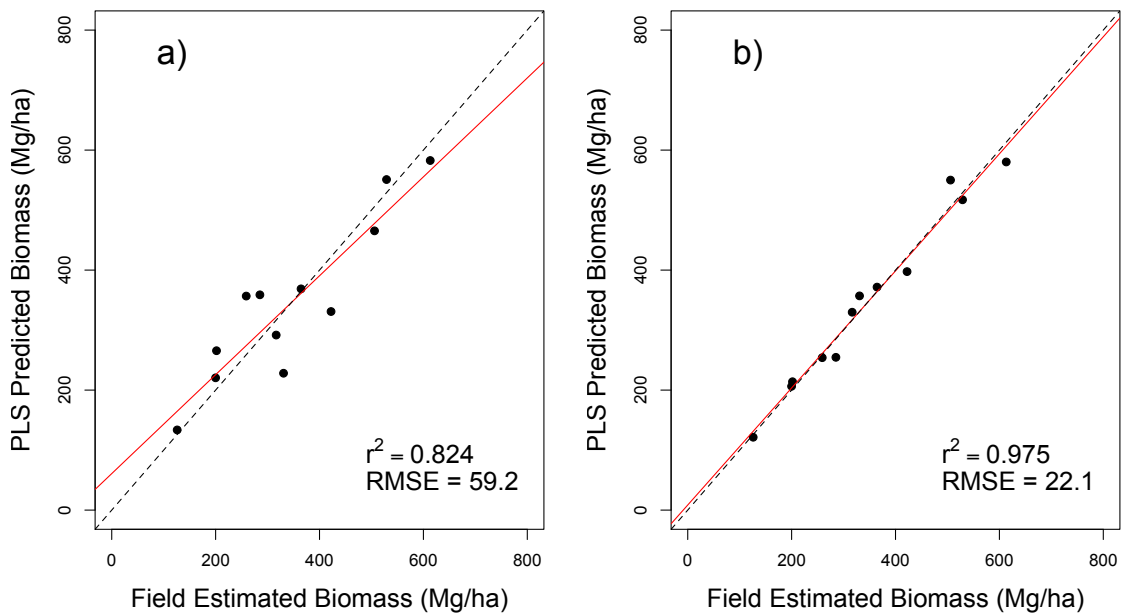 a)
PLS Predicted Biomass (Mg/ha)
800
600
400
200
0
r² = 0.824
RMSE = 59.2
0 200 400 600 800
Field Estimated Biomass (Mg/ha)
b)
PLS Predicted Biomass (Mg/ha)
800
600
400
200
0
r² = 0.975
RMSE = 22.1
0 200 400 600 800
Field Estimated Biomass (Mg/ha)